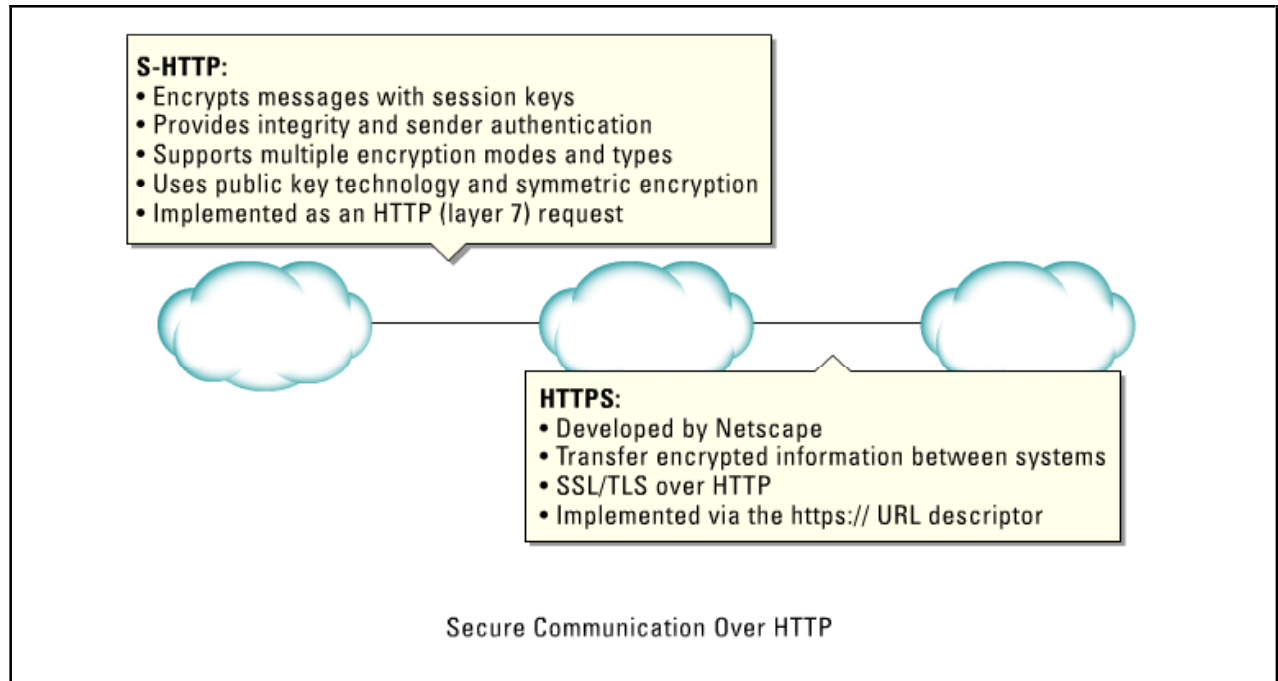 S-HTTP:
• Encrypts messages with session keys
• Provides integrity and sender authentication
• Supports multiple encryption modes and types
• Uses public key technology and symmetric encryption
• Implemented as an HTTP (layer 7) request
HTTPS:
• Developed by Netscape
• Transfer encrypted information between systems
• SSL/TLS over HTTP
• Implemented via the https:// URL descriptor
Secure Communication Over HTTP